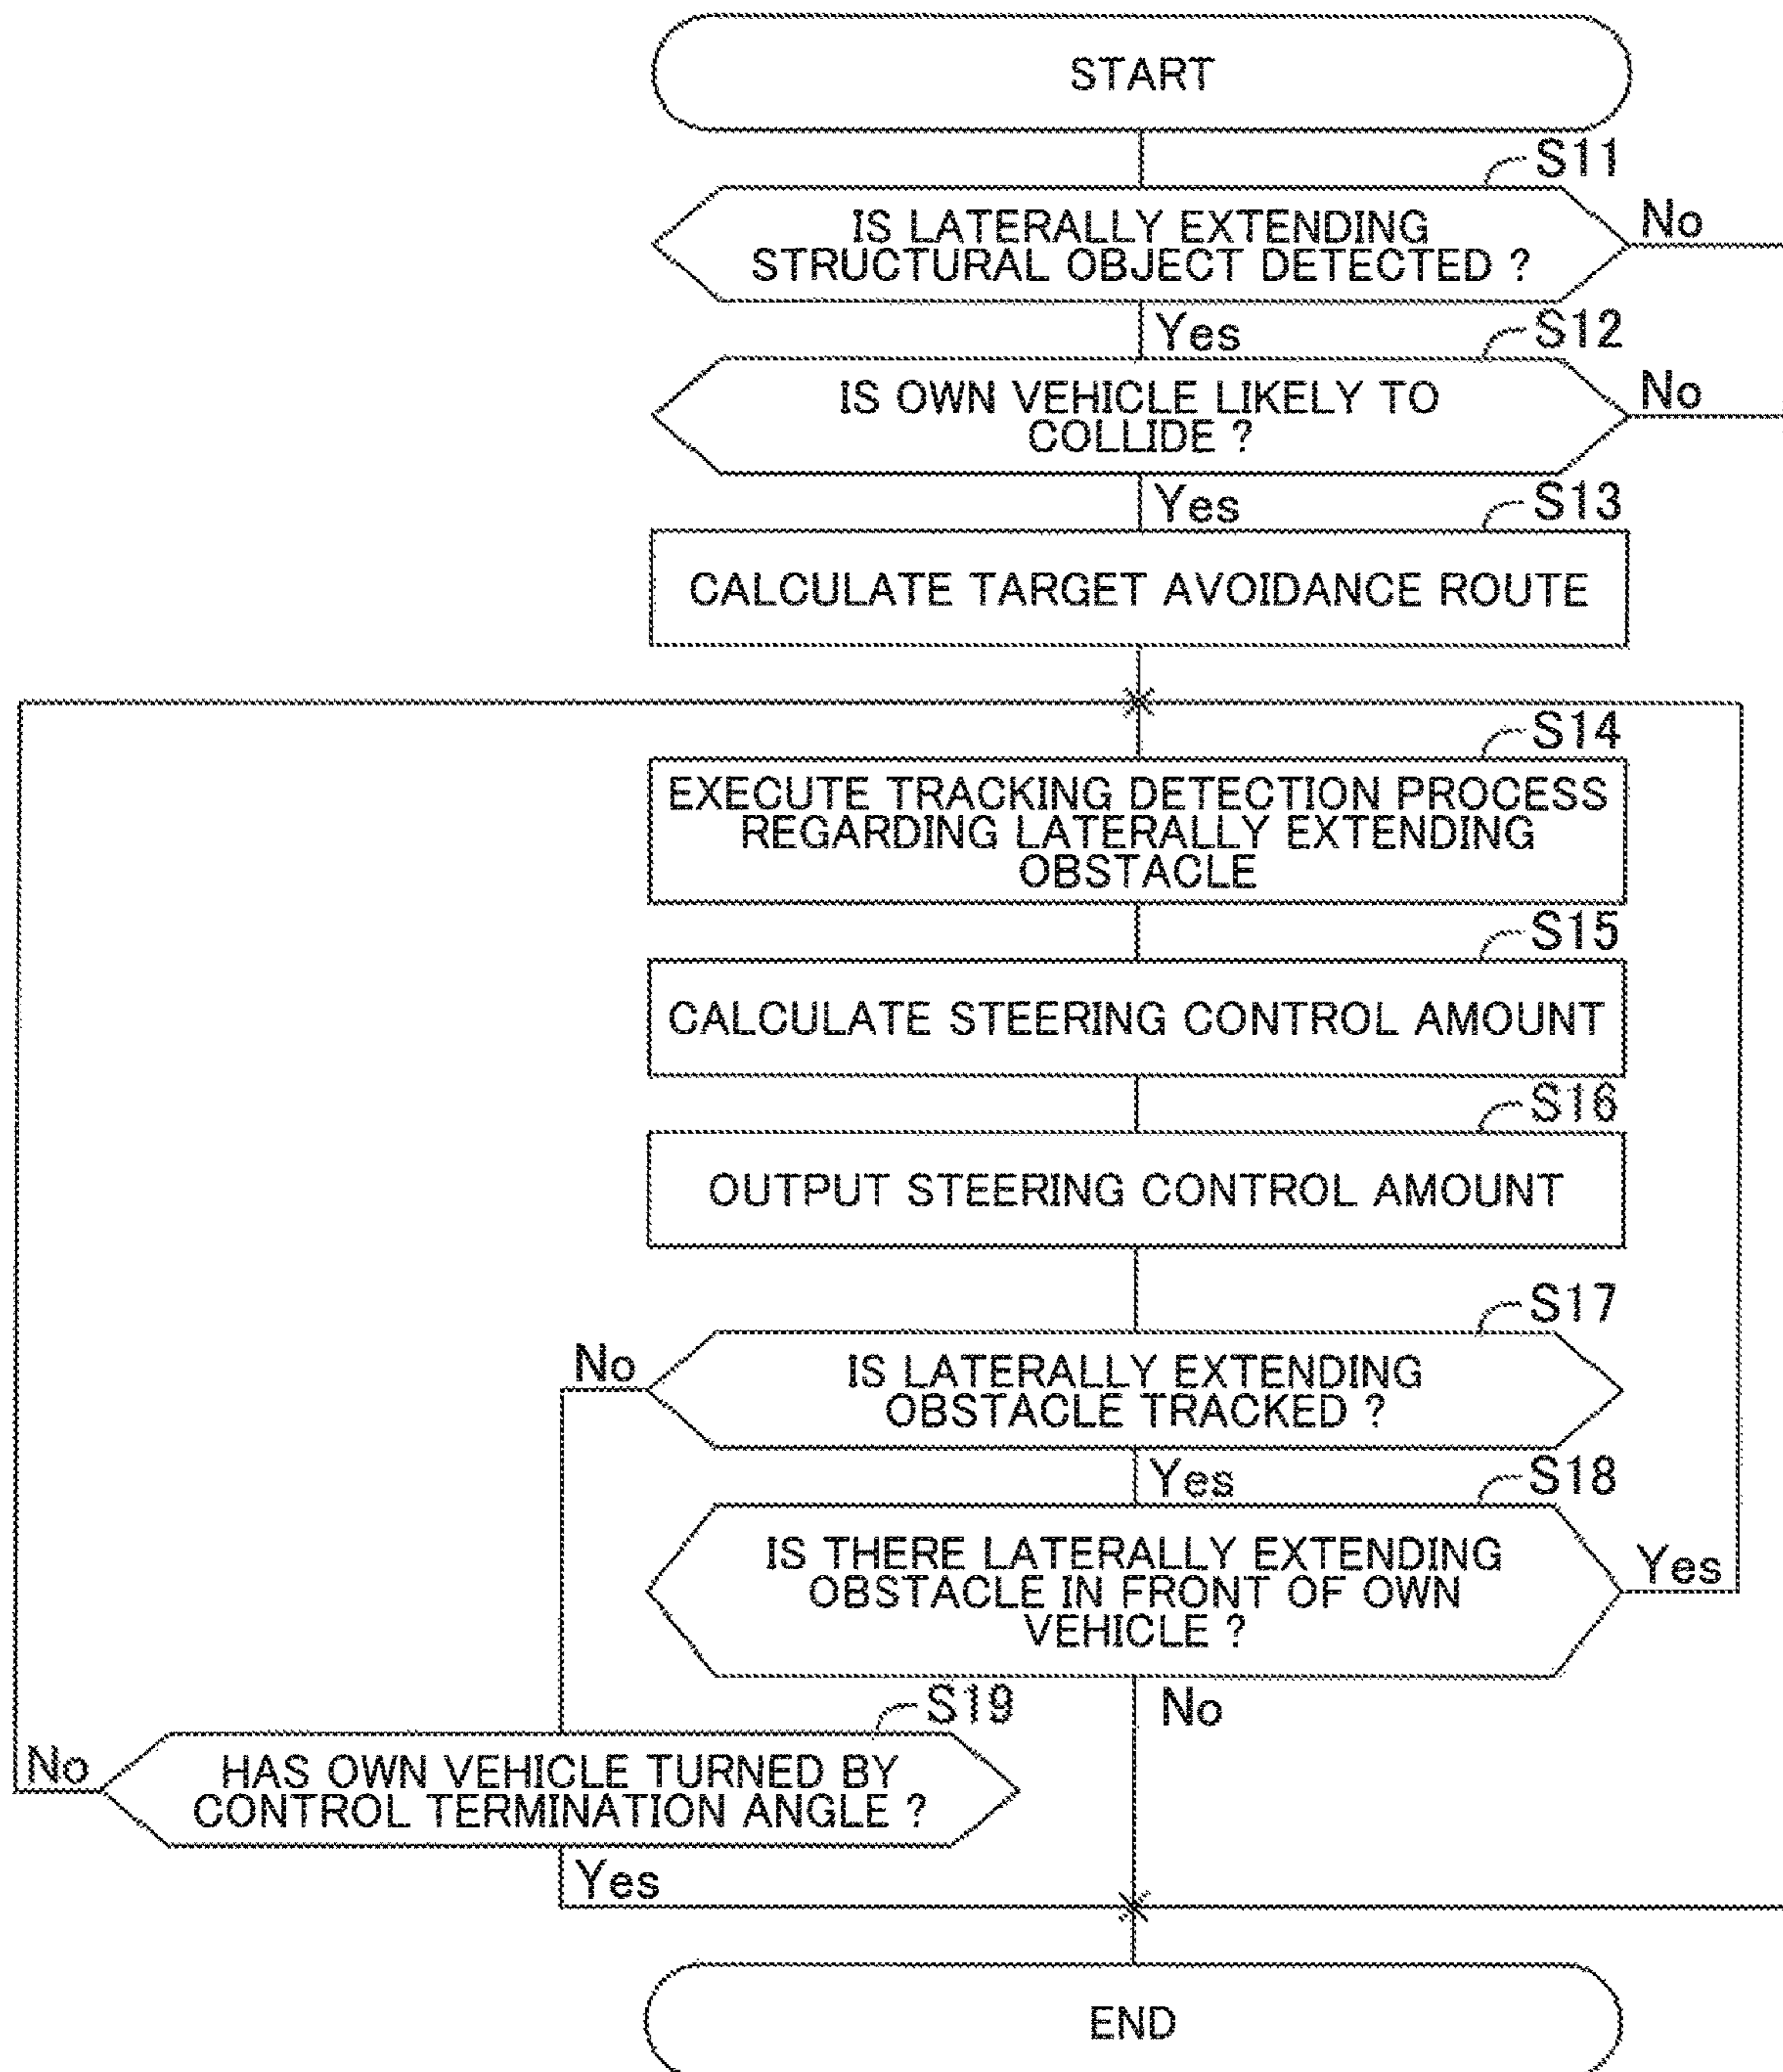 START
S11
IS LATERALLY EXTENDING
STRUCTURAL OBJECT DETECTED ?
No
Yes
S12
IS OWN VEHICLE LIKELY TO
COLLIDE ?
No
Yes
S13
CALCULATE TARGET AVOIDANCE ROUTE
S14
EXECUTE TRACKING DETECTION PROCESS
REGARDING LATERALLY EXTENDING
OBSTACLE
S15
CALCULATE STEERING CONTROL AMOUNT
S16
OUTPUT STEERING CONTROL AMOUNT
S17
No
IS LATERALLY EXTENDING
OBSTACLE TRACKED ?
Yes
S18
IS THERE LATERALLY EXTENDING
OBSTACLE IN FRONT OF OWN
VEHICLE ?
Yes
No
S19
No
HAS OWN VEHICLE TURNED BY
CONTROL TERMINATION ANGLE ?
Yes
END